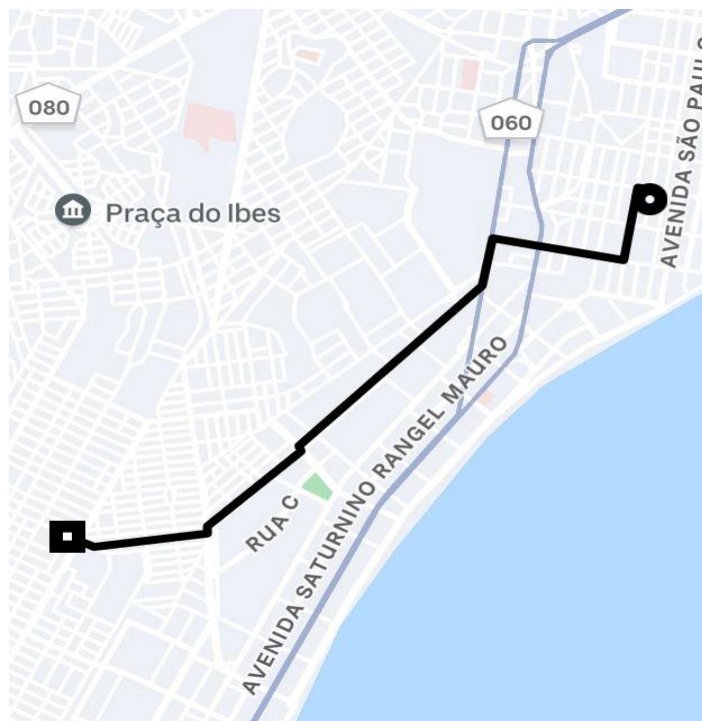 080
060
Praça do Ibes
AVENIDA SÃO PAULO
RUA C
AVENIDA SATURNINO RANGEL MAURO